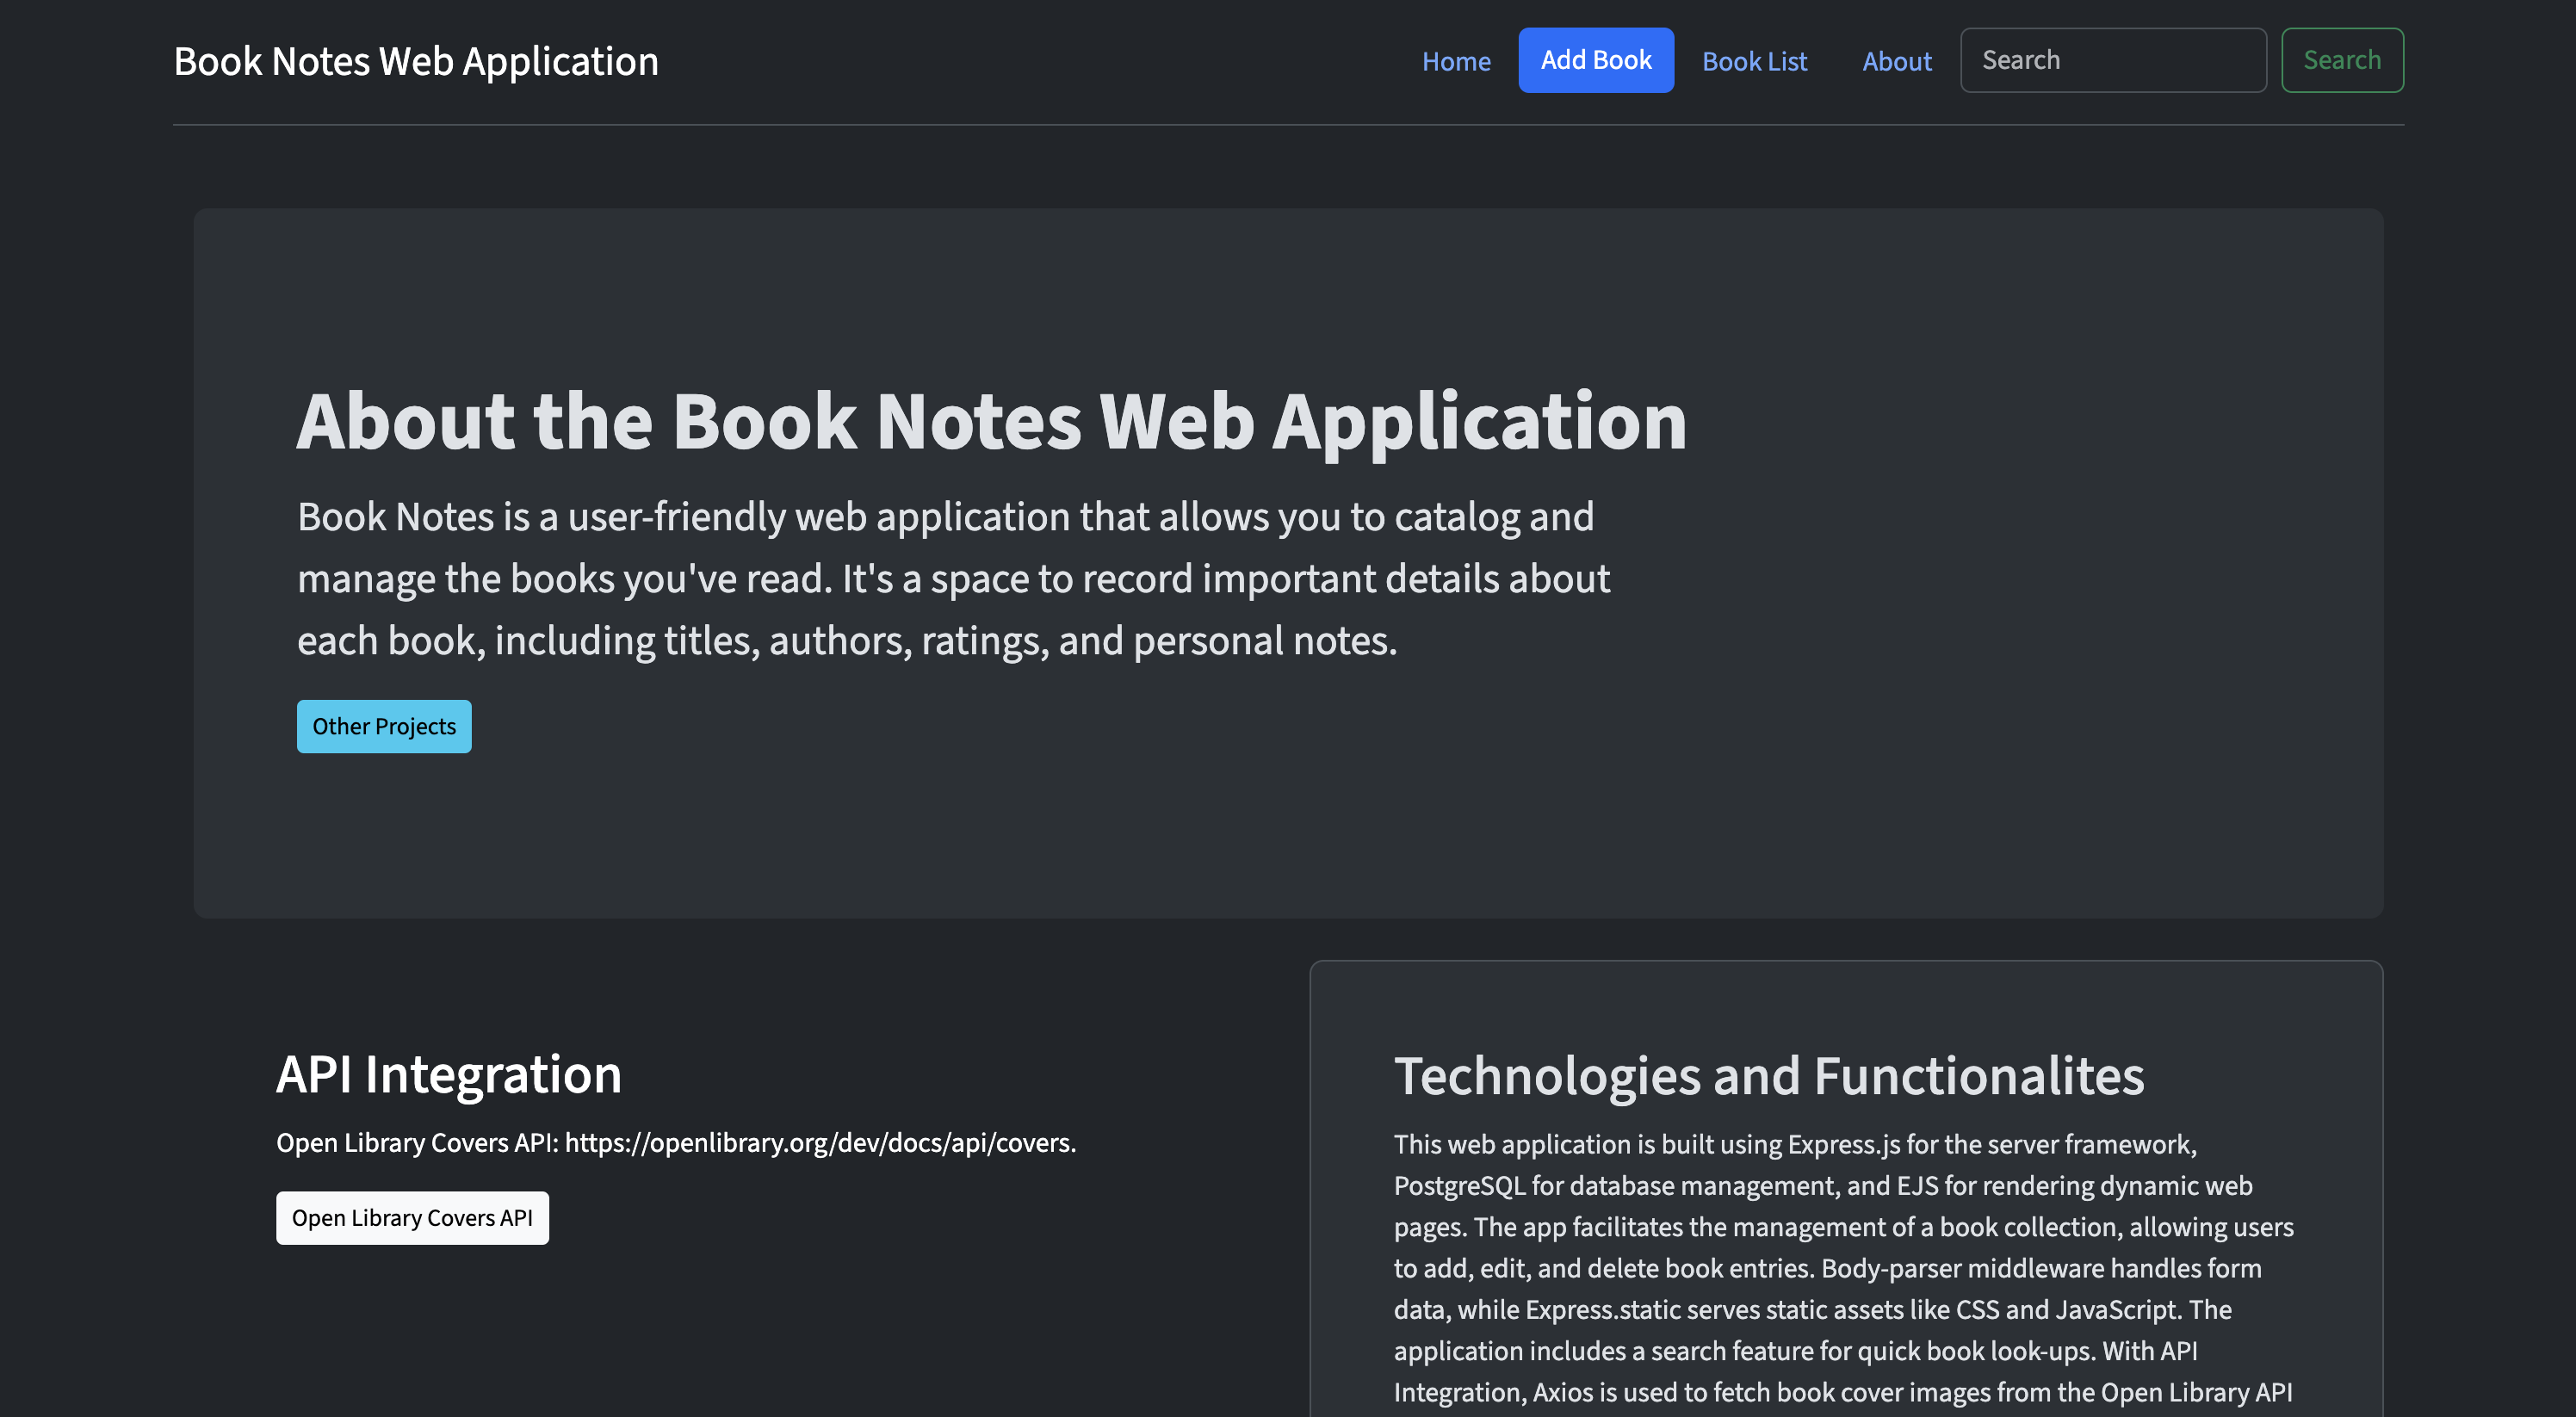 Book Notes Web Application
Home
Add Book
Book List
About
Search
Search
About the Book Notes Web Application
Book Notes is a user-friendly web application that allows you to catalog and
manage the books you've read. It's a space to record important details about
each book, including titles, authors, ratings, and personal notes.
Other Projects
API Integration
Open Library Covers API: https://openlibrary.org/dev/docs/api/covers.
Open Library Covers API
Technologies and Functionalites
This web application is built using Express.js for the server framework,
PostgreSQL for database management, and EJS for rendering dynamic web
pages. The app facilitates the management of a book collection, allowing users
to add, edit, and delete book entries. Body-parser middleware handles form
data, while Express.static serves static assets like CSS and JavaScript. The
application includes a search feature for quick book look-ups. With API
Integration, Axios is used to fetch book cover images from the Open Library API